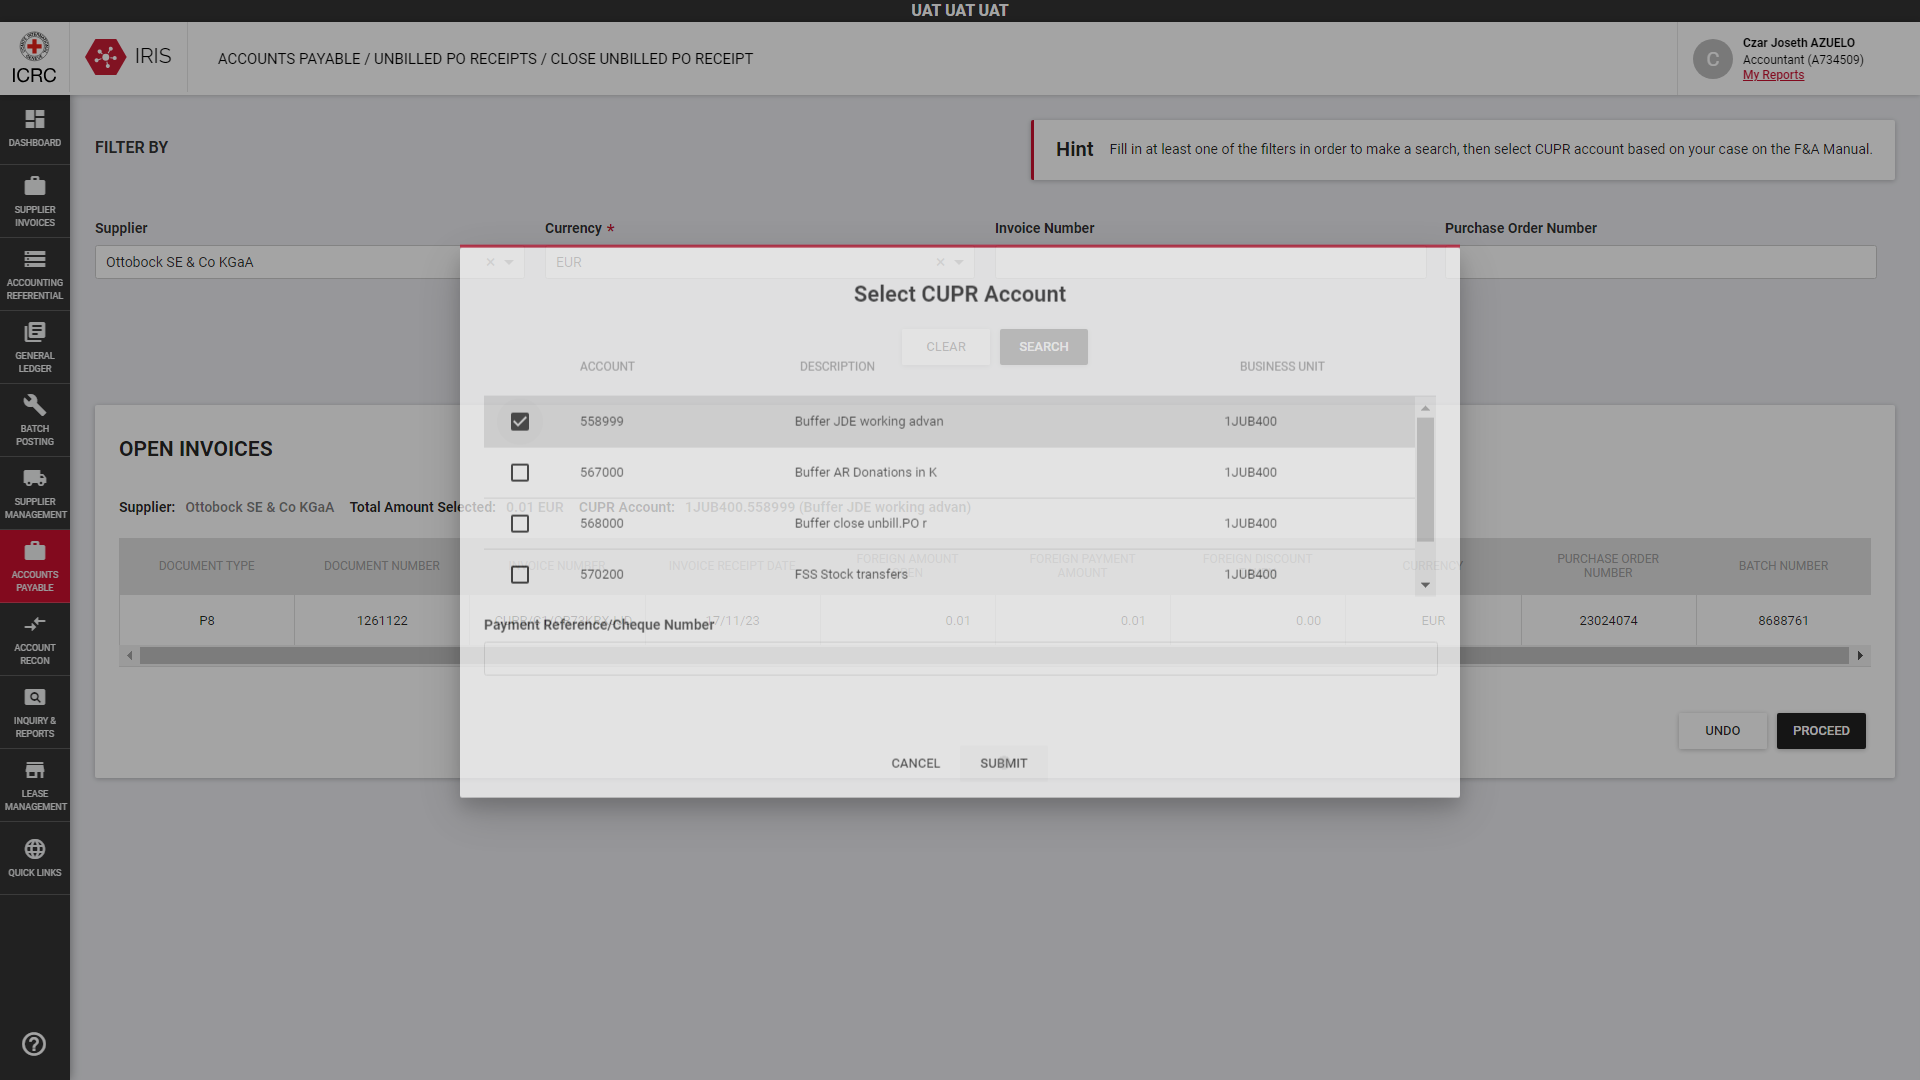 UAT UAT UAT
ICRC
IRIS
ACCOUNTS PAYABLE / UNBILLED PO RECEIPTS / CLOSE UNBILLED PO RECEIPT
C
Czar Joseth AZUELO
Accountant (A734509)
My Reports
DASHBOARD
SUPPLIER
INVOICES
ACCOUNTING
REFERENTIAL
GENERAL
LEDGER
BATCH
POSTING
SUPPLIER
MANAGEMENT
ACCOUNTS
PAYABLE
ACCOUNT
RECON
INQUIRY &
REPORTS
LEASE
MANAGEMENT
QUICK LINKS
FILTER BY
Hint Fill in at least one of the filters in order to make a search, then select CUPR account based on your case on the F&A Manual.
Supplier Currency * Invoice Number Purchase Order Number
Ottobock SE & Co KGaA EUR
CLEAR SEARCH
OPEN INVOICES
Supplier: Ottobock SE & Co KGaA Total Amount Selected: 0.01 EUR CUPR Account: 1JUB400.558999 (Buffer JDE working advan)
DOCUMENT TYPE DOCUMENT NUMBER INVOICE NUMBER INVOICE RECEIPT DATE FOREIGN AMOUNT FOREIGN PAYMENT AMOUNT FOREIGN DISCOUNT CURRENCY PURCHASE ORDER NUMBER BATCH NUMBER
P8 1261122 17/11/23 0.01 0.01 0.00 EUR 23024074 8688761
UNDO PROCEED
Select CUPR Account
ACCOUNT DESCRIPTION BUSINESS UNIT
558999 Buffer JDE working advan 1JUB400
567000 Buffer AR Donations in K 1JUB400
568000 Buffer close unbill.PO r 1JUB400
570200 FSS Stock transfers 1JUB400
Payment Reference/Cheque Number
CANCEL SUBMIT